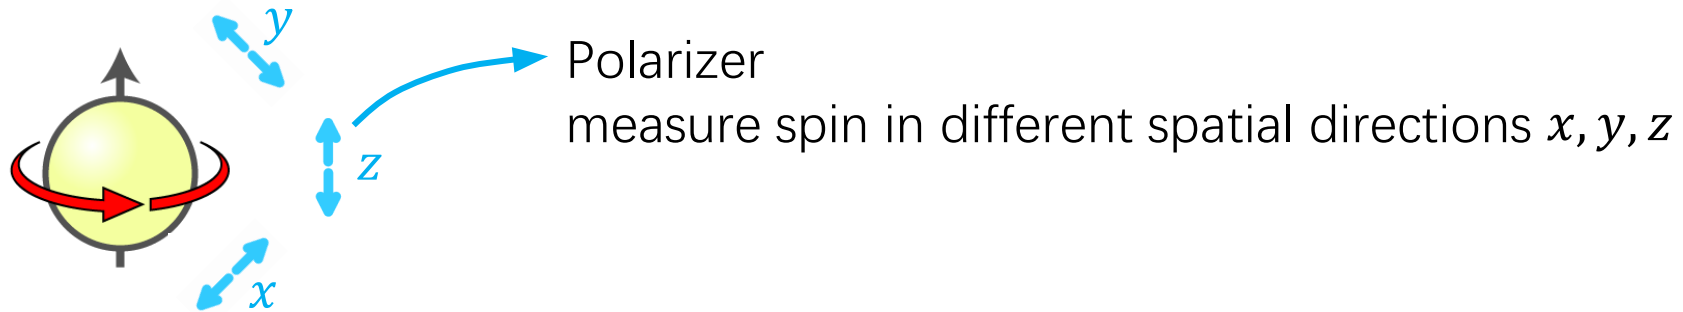 y
Polarizer
measure spin in different spatial directions x, y, z
z
x